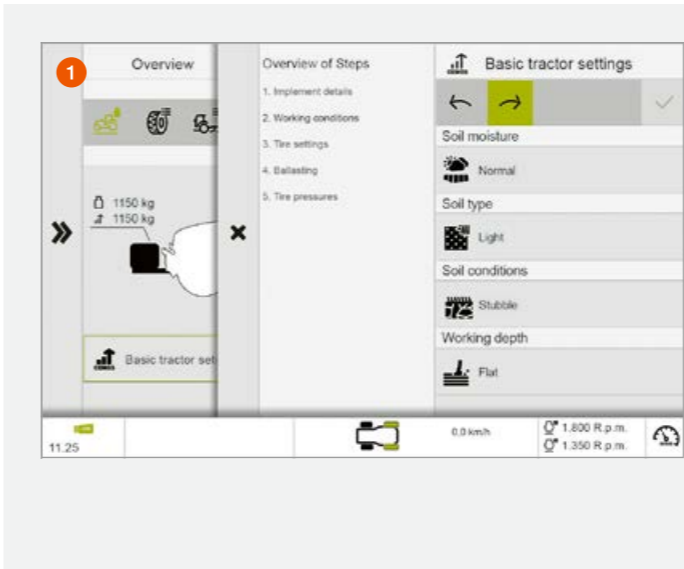 1
Overview
1150 kg
1150 kg
Basic tractor set
Overview of Steps
1. Implement details
2. Working conditions
3. Tire settings
4. Ballasting
5. Tire pressures
CEMOS
Basic tractor settings
Soil moisture
Normal
Soil type
Light
Soil conditions
Stubble
Working depth
Flat
11.25
0,0 km/h
1.800 R.p.m.
1.350 R.p.m.